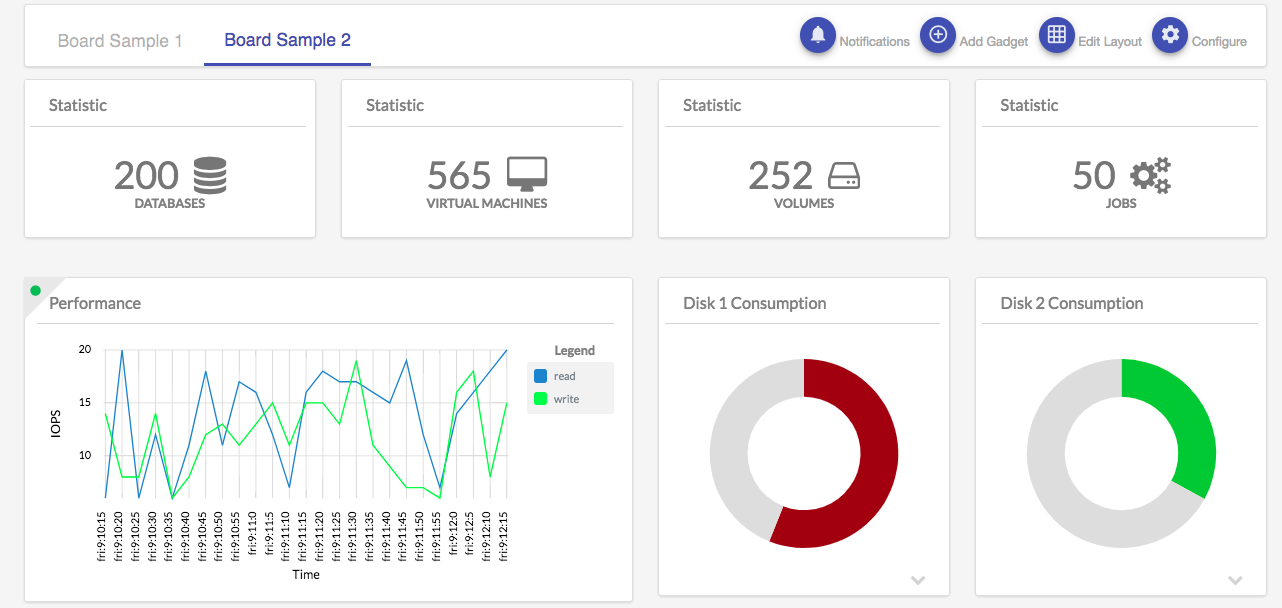 Board Sample 1
Board Sample 2
Notifications
Add Gadget
Edit Layout
Configure
Statistic
200
DATABASES
Statistic
565
VIRTUAL MACHINES
Statistic
252
VOLUMES
Statistic
50
JOBS
Performance
20
15
10
IOPS
fri:9:10:15
fri:9:10:20
fri:9:10:25
fri:9:10:30
fri:9:10:35
fri:9:10:40
fri:9:10:45
fri:9:10:50
fri:9:10:55
fri:9:11:0
fri:9:11:5
fri:9:11:10
fri:9:11:15
fri:9:11:20
fri:9:11:25
fri:9:11:30
fri:9:11:35
fri:9:11:40
fri:9:11:45
fri:9:11:50
fri:9:11:55
fri:9:12:0
fri:9:12:5
fri:9:12:10
fri:9:12:15
Time
Legend
read
write
Disk 1 Consumption
Disk 2 Consumption